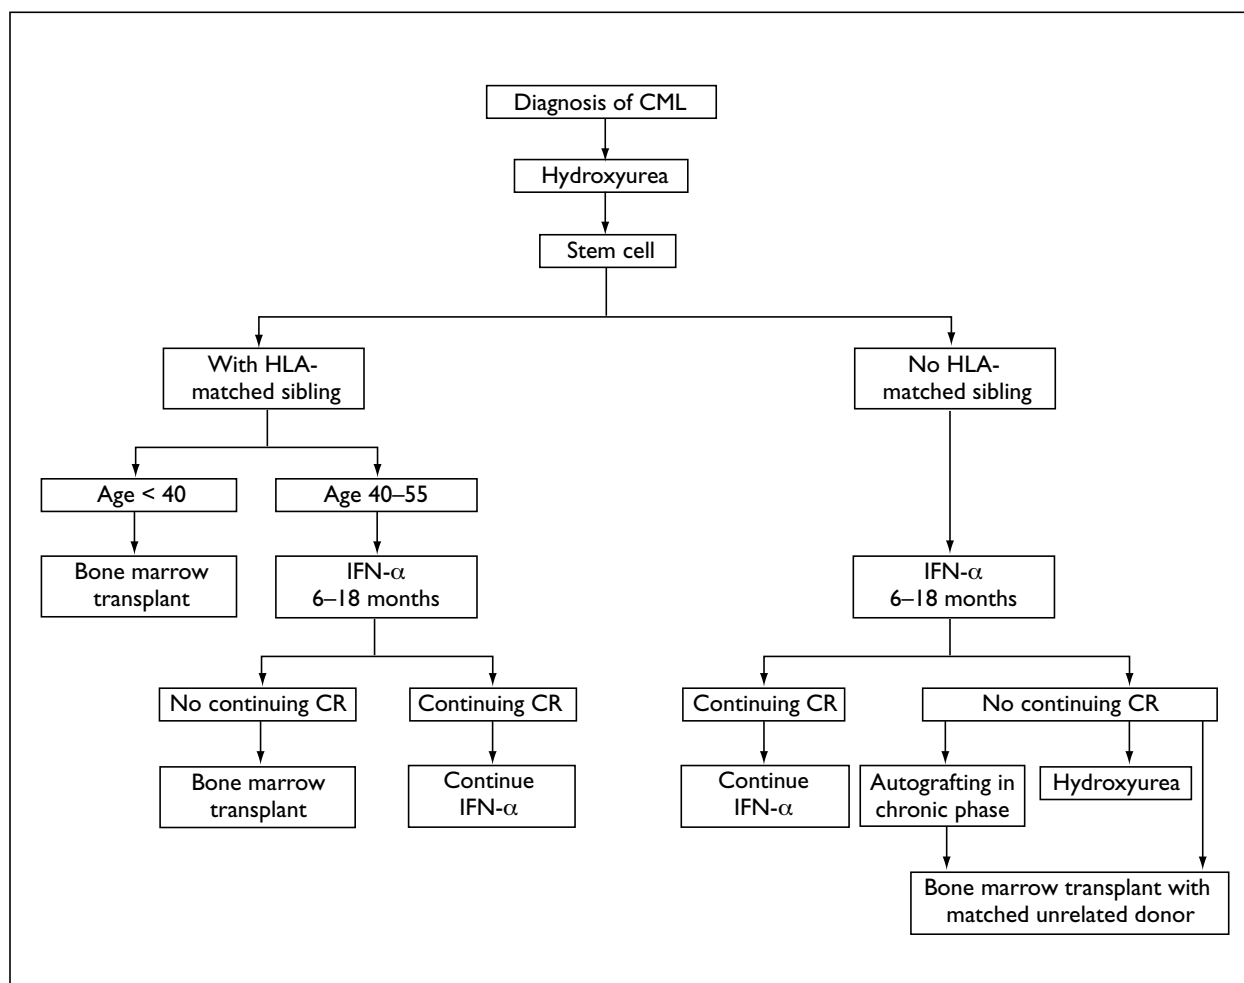 Diagnosis of CML
Hydroxyurea
Stem cell
With HLA-
matched sibling
No HLA-
matched sibling
Age < 40
Age 40–55
Bone marrow
transplant
IFN-α
6–18 months
IFN-α
6–18 months
No continuing CR
Continuing CR
Continuing CR
No continuing CR
Bone marrow
transplant
Continue
IFN-α
Continue
IFN-α
Autografting in
chronic phase
Hydroxyurea
Bone marrow transplant with
matched unrelated donor